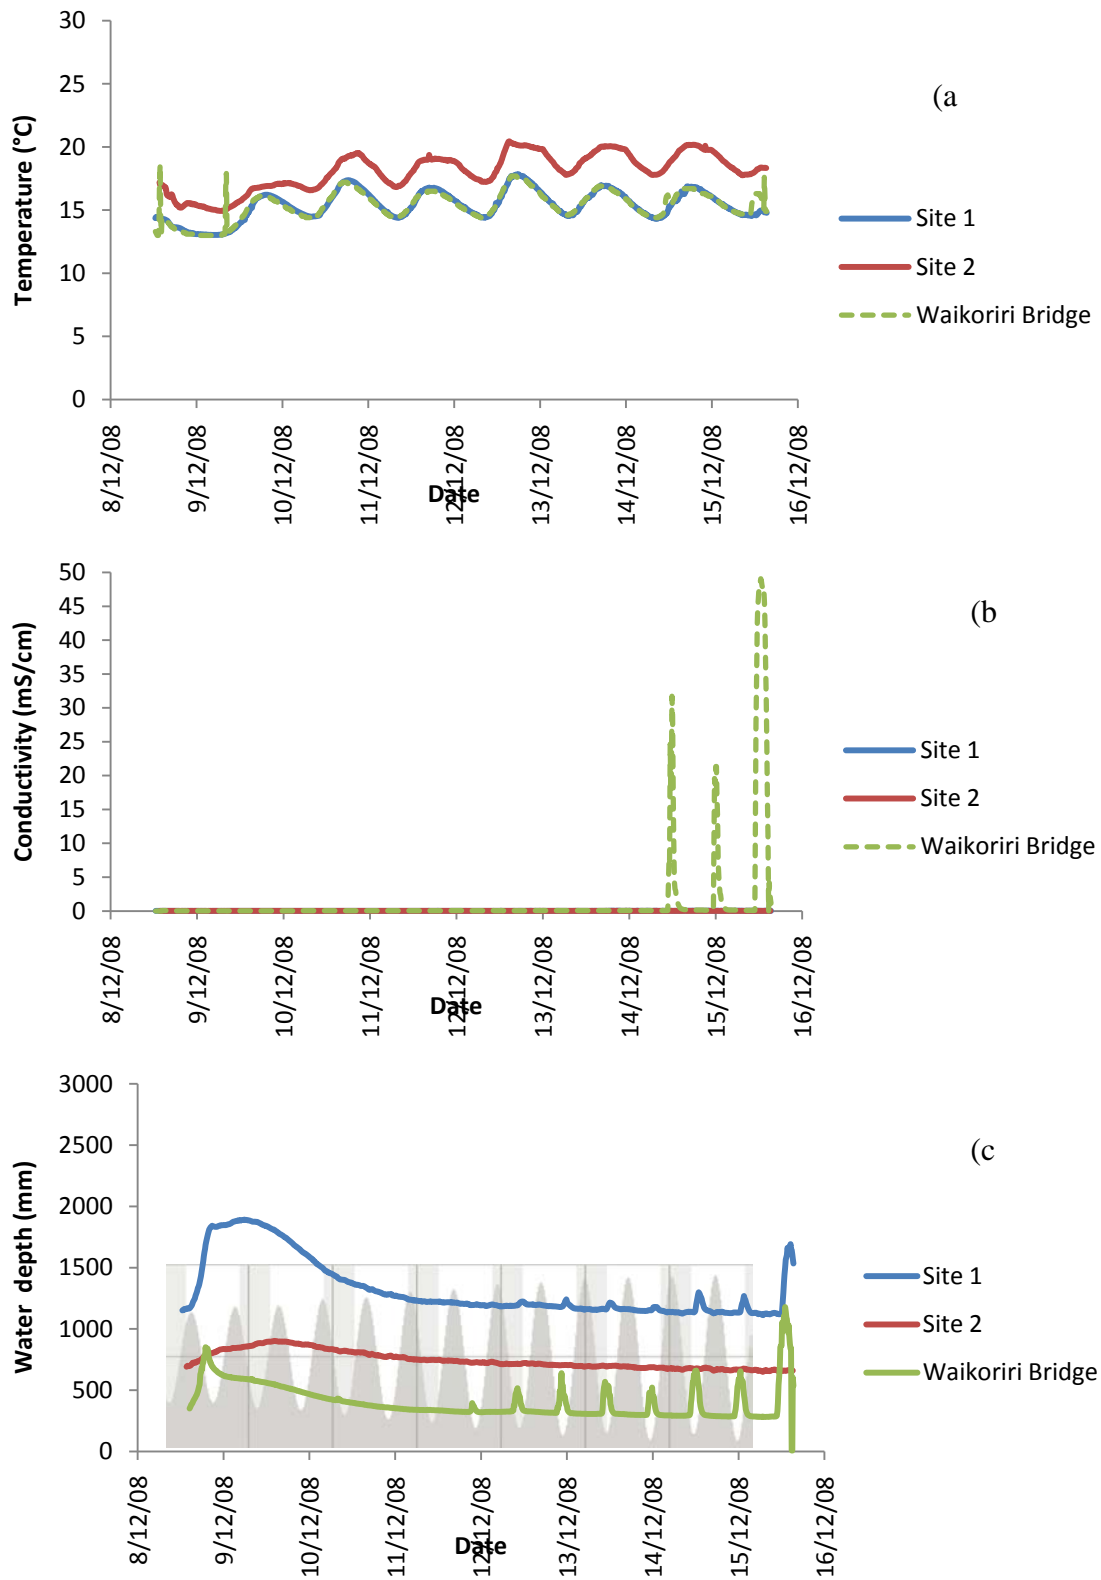 30
25
20
15
10
5
0
Temperature (°C)
8/12/08
9/12/08
10/12/08
11/12/08
12/12/08
13/12/08
14/12/08
15/12/08
16/12/08
Date
(a
Site 1
Site 2
Waikoriri Bridge
50
45
40
35
30
25
20
15
10
5
0
Conductivity (mS/cm)
8/12/08
9/12/08
10/12/08
11/12/08
12/12/08
13/12/08
14/12/08
15/12/08
16/12/08
Date
(b
Site 1
Site 2
Waikoriri Bridge
3000
2500
2000
1500
1000
500
0
Water depth (mm)
8/12/08
9/12/08
10/12/08
11/12/08
12/12/08
13/12/08
14/12/08
15/12/08
16/12/08
Date
(c
Site 1
Site 2
Waikoriri Bridge